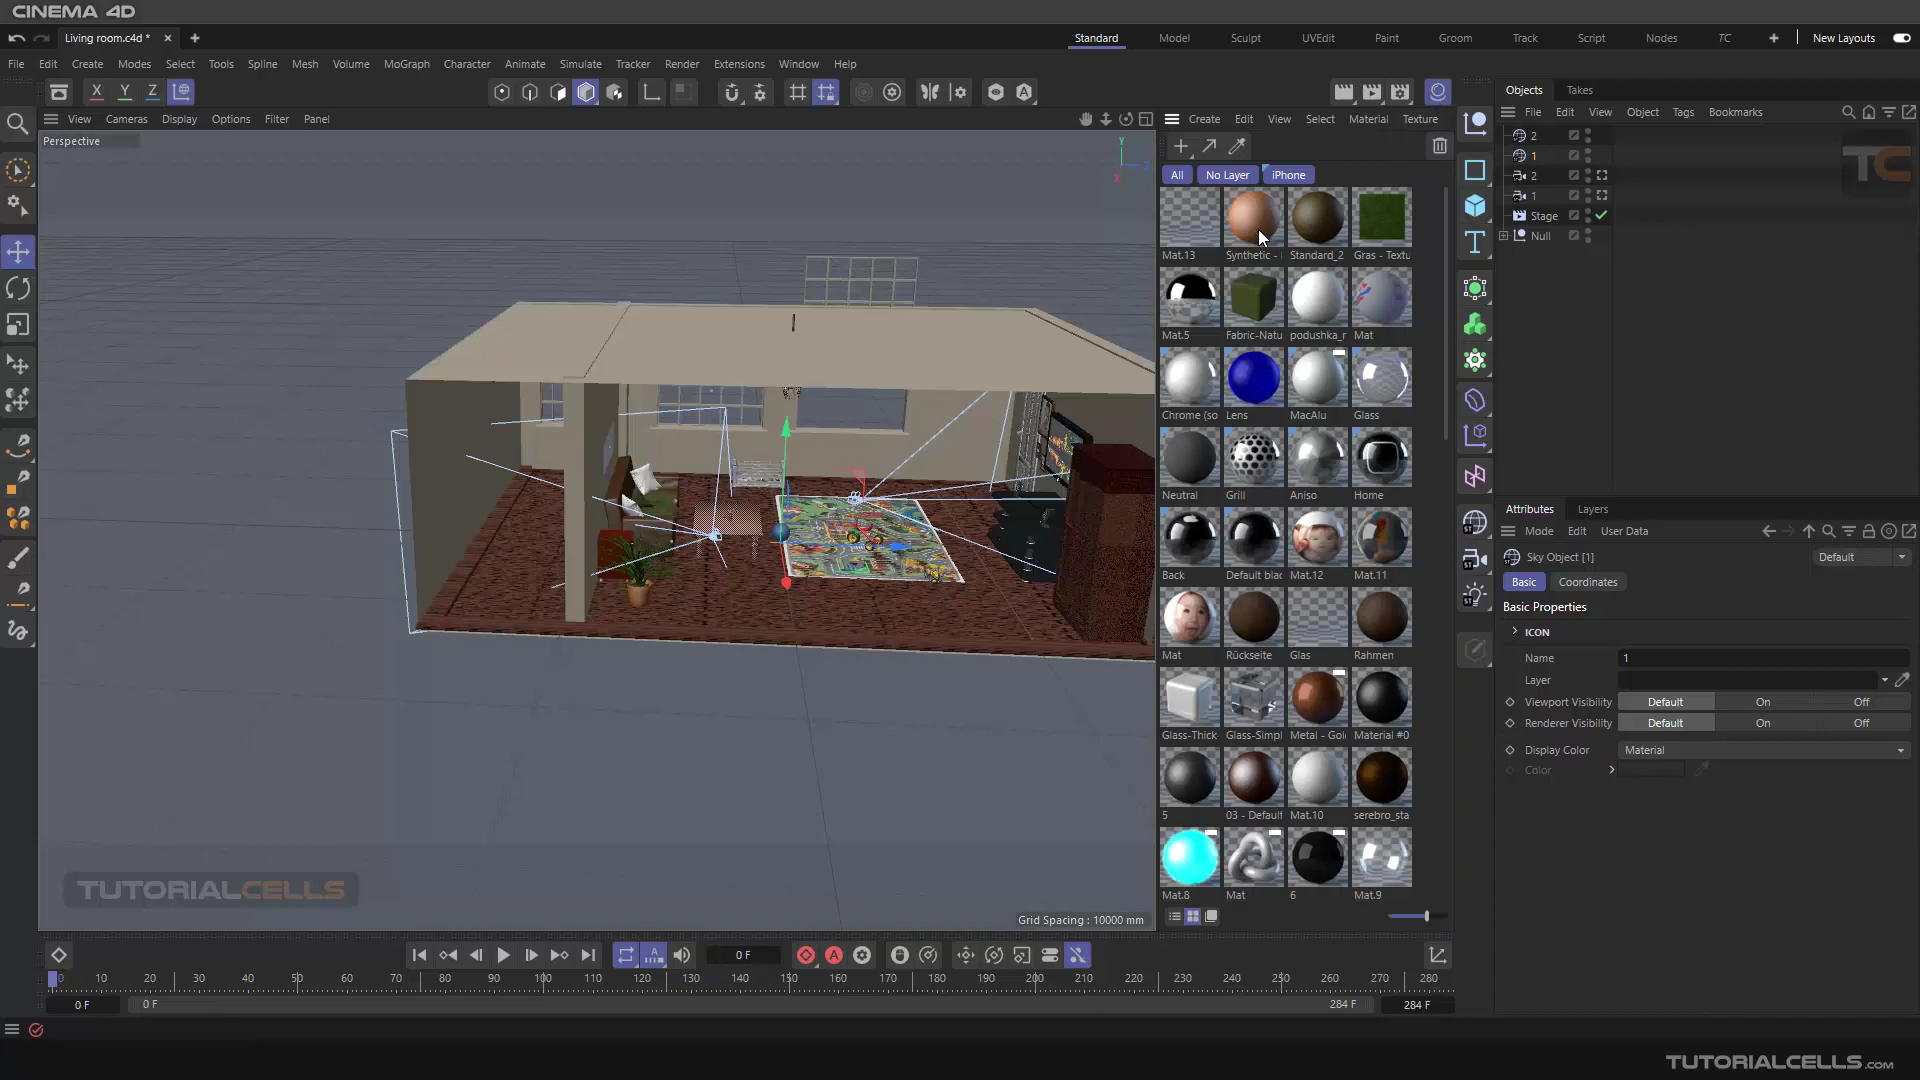 CINEMA 4D
Living room.c4d *
Standard Model Sculpt UVEdit Paint Groom Track Script Nodes TC New Layouts
File Edit Create Modes Select Tools Spline Mesh Volume MoGraph Character Animate Simulate Tracker Render Extensions Window Help
X Y Z
View Cameras Display Options Filter Panel
Perspective
Y
Z
X
Grid Spacing : 10000 mm
TUTORIALCELLS
Create Edit View Select Material Texture
All No Layer iPhone
Mat.13 Synthetic - Standard_2 Gras - Textu
Mat.5 Fabric-Natu podushka_r Mat
Chrome (so Lens MacAlu Glass
Neutral Grill Aniso Home
Back Default blac Mat.12 Mat.11
Mat Rückseite Glas Rahmen
Glass-Thick Glass-Simpl Metal - Gol Material #0
5 03 - Default Mat.10 serebro_sta
Mat.8 Mat 6 Mat.9
Objects Takes
File Edit View Object Tags Bookmarks
2
1
2
1
Stage
Null
TC
Attributes Layers
Mode Edit User Data
Sky Object [1] Default
Basic Coordinates
Basic Properties
ICON
Name 1
Layer
Viewport Visibility Default On Off
Renderer Visibility Default On Off
Display Color Material
Color
0 F
0 10 20 30 40 50 60 70 80 90 100 110 120 130 140 150 160 170 180 190 200 210 220 230 240 250 260 270 280
0 F 0 F 284 F 284 F
TUTORIALCELLS.com